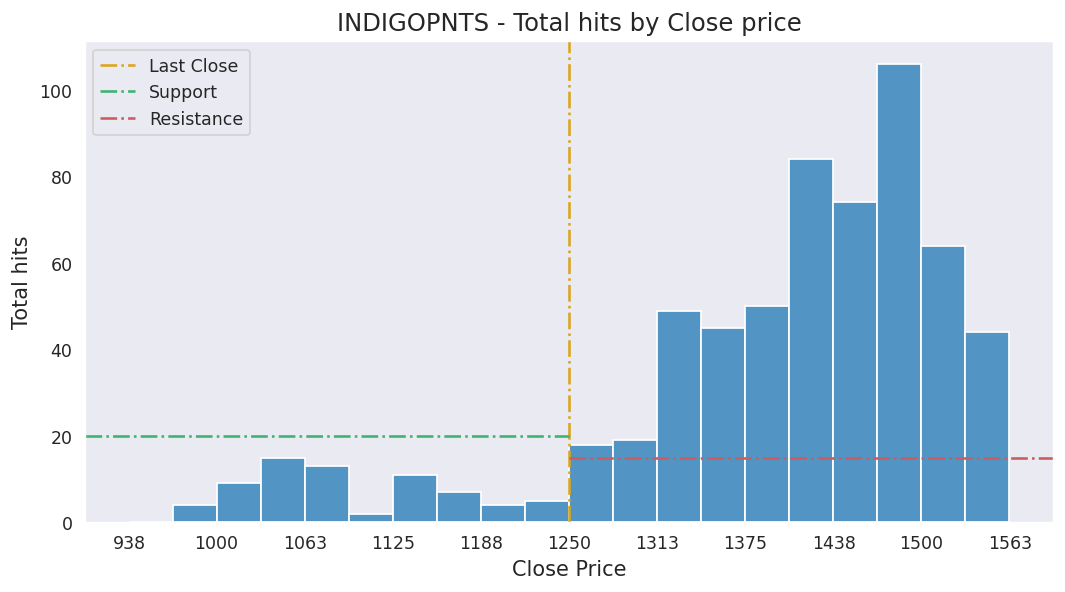 INDIGOPNTS - Total hits by Close price
Last Close
Support
Resistance
Total hits
100
80
60
40
20
0
938 1000 1063 1125 1188 1250 1313 1375 1438 1500 1563
Close Price